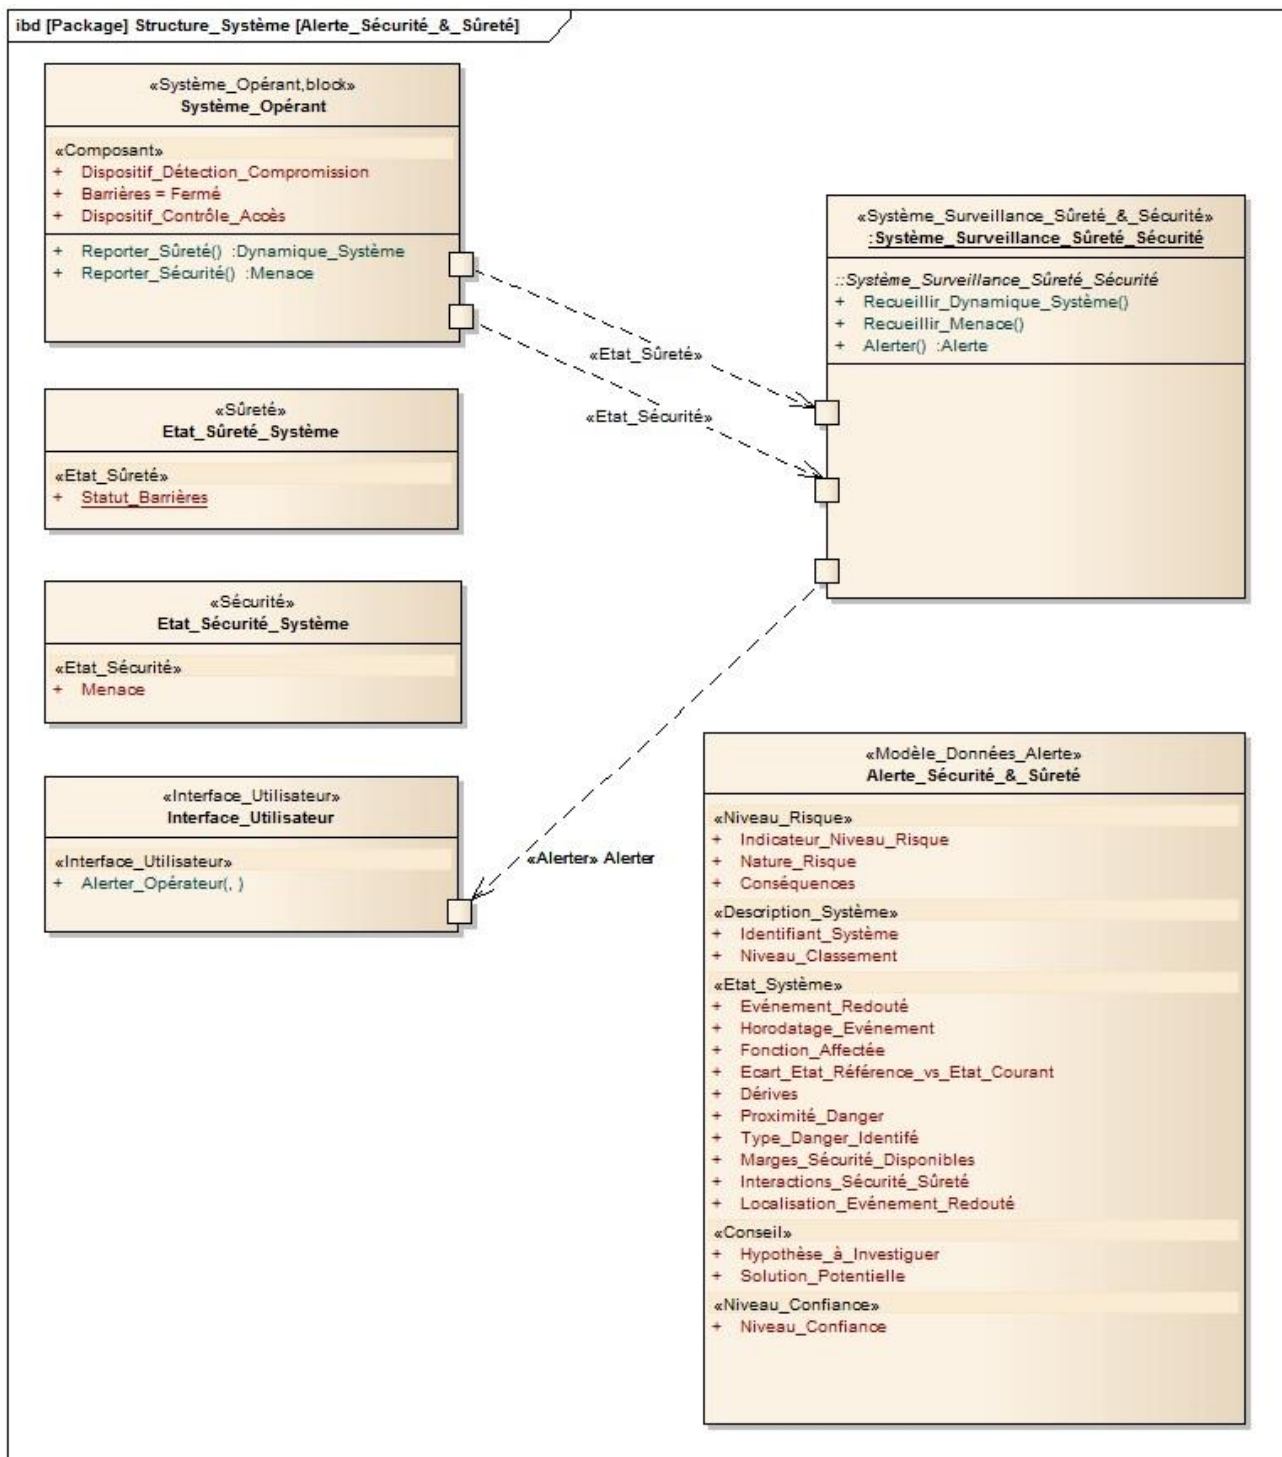 ibd [Package] Structure_Système [Alerte_Sécurité_&_Sûreté]
«Système_Opérant,block»
Système_Opérant
«Composant»
+ Dispositif_Détection_Compromission
+ Barrières = Fermé
+ Dispositif_Contrôle_Accès
+ Reporter_Sûreté() :Dynamique_Système
+ Reporter_Sécurité() :Menace
«Système_Surveillance_Sûreté_&_Sécurité»
:Système_Surveillance_Sûreté_Sécurité
::Système_Surveillance_Sûreté_Sécurité
+ Recueillir_Dynamique_Système()
+ Recueillir_Menace()
+ Alerter() :Alerte
«Etat_Sûreté»
«Etat_Sécurité»
«Sûreté»
Etat_Sûreté_Système
«Etat_Sûreté»
+ Statut_Barrières
«Sécurité»
Etat_Sécurité_Système
«Etat_Sécurité»
+ Menace
«Interface_Utilisateur»
Interface_Utilisateur
«Interface_Utilisateur»
+ Alerter_Opérateur(, )
«Alerter» Alerter
«Modèle_Données_Alerte»
Alerte_Sécurité_&_Sûreté
«Niveau_Risque»
+ Indicateur_Niveau_Risque
+ Nature_Risque
+ Conséquences
«Description_Système»
+ Identifiant_Système
+ Niveau_Classement
«Etat_Système»
+ Evénement_Redouté
+ Horodatage_Evénement
+ Fonction_Affectée
+ Ecart_Etat_Référence_vs_Etat_Courant
+ Dérives
+ Proximité_Danger
+ Type_Danger_Identifé
+ Marges_Sécurité_Disponibles
+ Interactions_Sécurité_Sûreté
+ Localisation_Evénement_Redouté
«Conseil»
+ Hypothèse_à_Investiguer
+ Solution_Potentielle
«Niveau_Confiance»
+ Niveau_Confiance